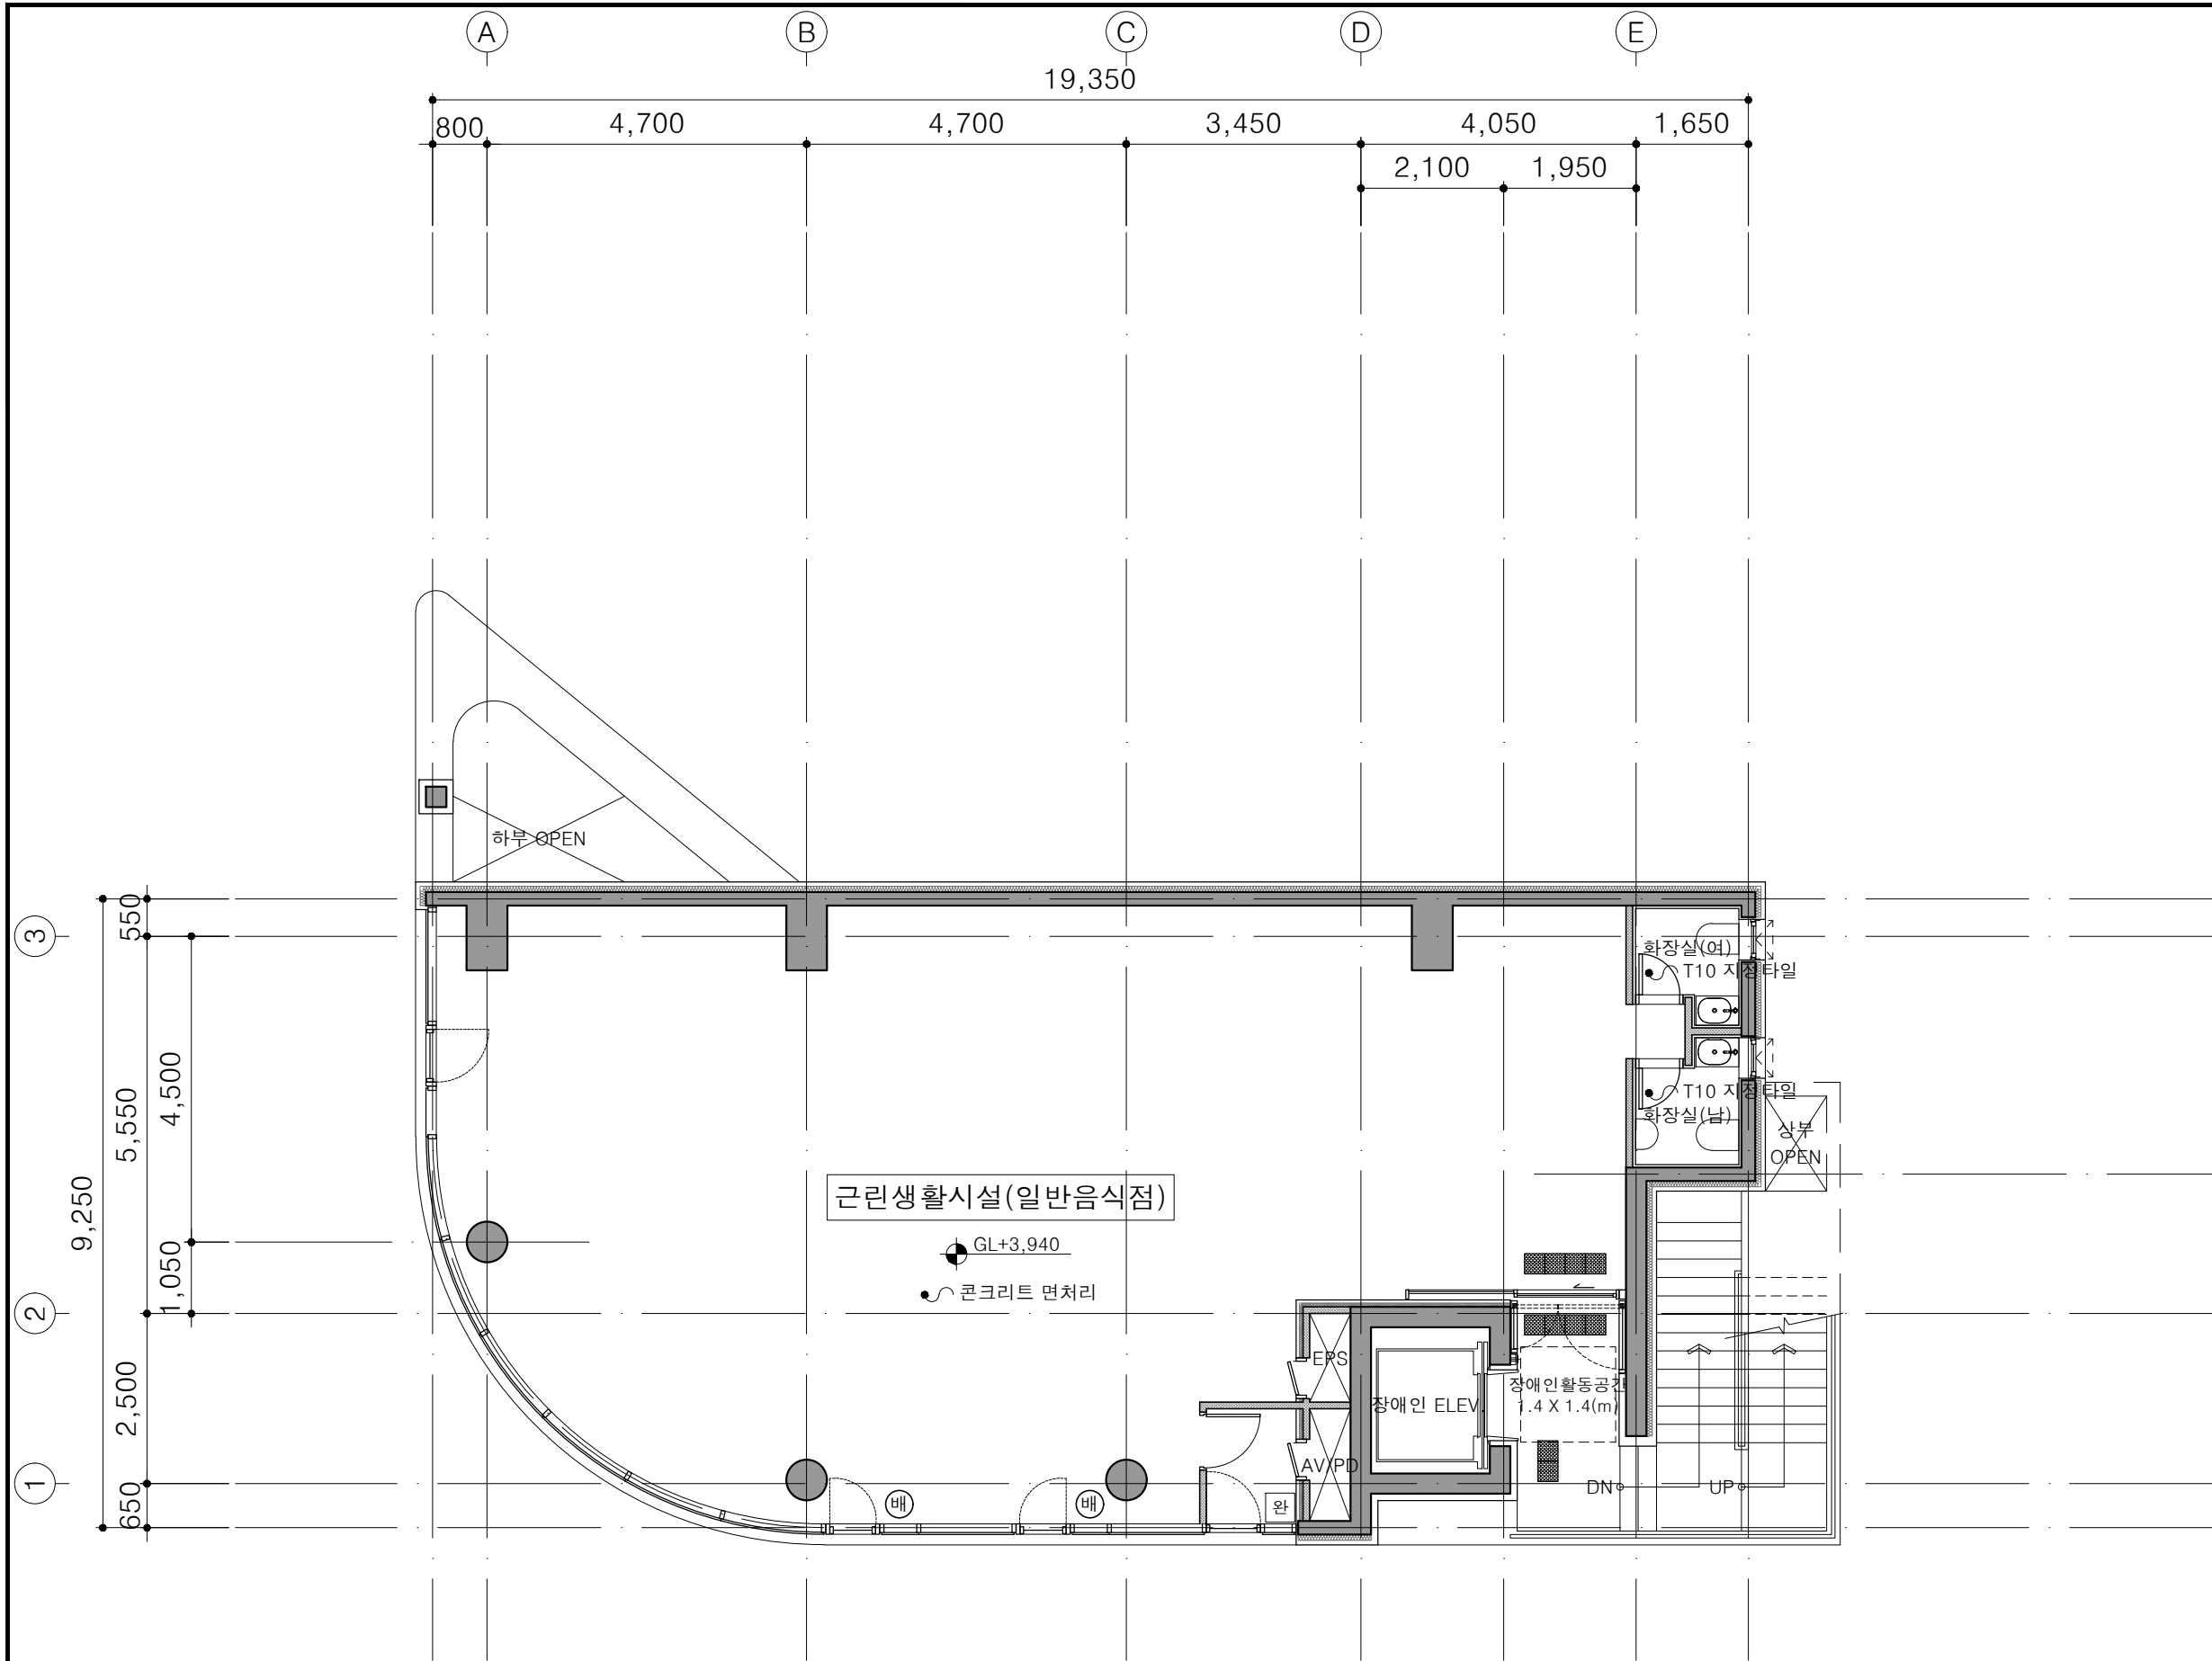 A
B
C
D
E
19,350
800
4,700
4,700
3,450
4,050
1,650
2,100
1,950
하부 OPEN
3
2
1
550
5,550
2,500
650
9,250
4,500
1,050
화장실(여)
T10 지정타일
T10 지정타일
화장실(남)
상부
OPEN
근린생활시설(일반음식점)
GL+3,940
콘크리트 면처리
EPS
장애인 ELEV.
장애인활동공간
1.4 X 1.4(m)
AV/PD
배
배
완
DN
UP